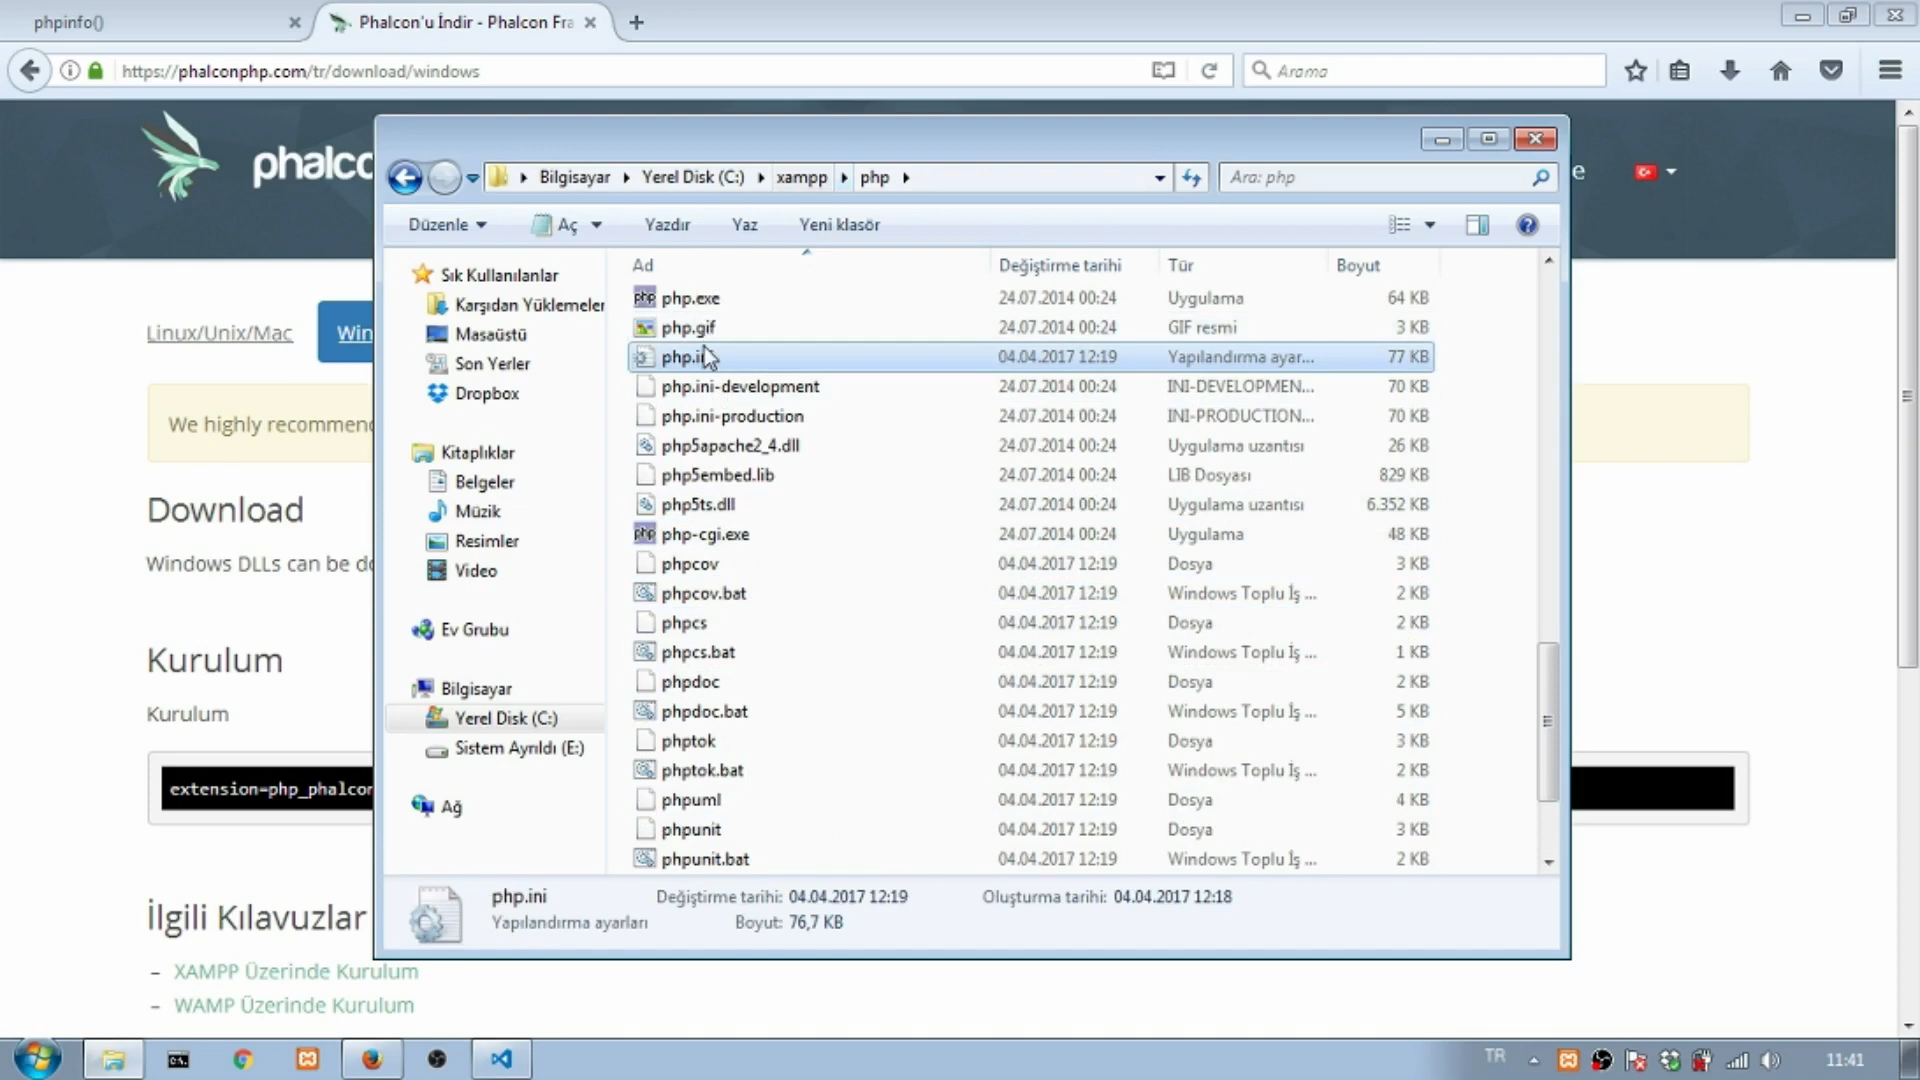 phpinfo()
Phalcon'u İndir - Phalcon Fra
https://phalconphp.com/tr/download/windows
Arama
phalco
e
Bilgisayar
Yerel Disk (C:)
xampp
php
Ara: php
Düzenle
Aç
Yazdır
Yaz
Yeni klasör
Ad
Değiştirme tarihi
Tür
Boyut
Sık Kullanılanlar
Karşıdan Yüklemeler
Masaüstü
Son Yerler
Dropbox
Kitaplıklar
Belgeler
Müzik
Resimler
Video
Ev Grubu
Bilgisayar
Yerel Disk (C:)
Sistem Ayrıldı (E:)
Ağ
php.exe 24.07.2014 00:24 Uygulama 64 KB
php.gif 24.07.2014 00:24 GIF resmi 3 KB
php.ini 04.04.2017 12:19 Yapılandırma ayar... 77 KB
php.ini-development 24.07.2014 00:24 INI-DEVELOPMEN... 70 KB
php.ini-production 24.07.2014 00:24 INI-PRODUCTION... 70 KB
php5apache2_4.dll 24.07.2014 00:24 Uygulama uzantısı 26 KB
php5embed.lib 24.07.2014 00:24 LIB Dosyası 829 KB
php5ts.dll 24.07.2014 00:24 Uygulama uzantısı 6.352 KB
php-cgi.exe 24.07.2014 00:24 Uygulama 48 KB
phpcov 04.04.2017 12:19 Dosya 3 KB
phpcov.bat 04.04.2017 12:19 Windows Toplu İş ... 2 KB
phpcs 04.04.2017 12:19 Dosya 2 KB
phpcs.bat 04.04.2017 12:19 Windows Toplu İş ... 1 KB
phpdoc 04.04.2017 12:19 Dosya 2 KB
phpdoc.bat 04.04.2017 12:19 Windows Toplu İş ... 5 KB
phptok 04.04.2017 12:19 Dosya 3 KB
phptok.bat 04.04.2017 12:19 Windows Toplu İş ... 2 KB
phpuml 04.04.2017 12:19 Dosya 4 KB
phpunit 04.04.2017 12:19 Dosya 3 KB
phpunit.bat 04.04.2017 12:19 Windows Toplu İş ... 2 KB
php.ini Değiştirme tarihi: 04.04.2017 12:19 Oluşturma tarihi: 04.04.2017 12:18
Yapılandırma ayarları Boyut: 76,7 KB
Linux/Unix/Mac
Win
We highly recommend
Download
Windows DLLs can be do
Kurulum
Kurulum
extension=php_phalcon
İlgili Kılavuzlar
- XAMPP Üzerinde Kurulum
- WAMP Üzerinde Kurulum
TR
11:41